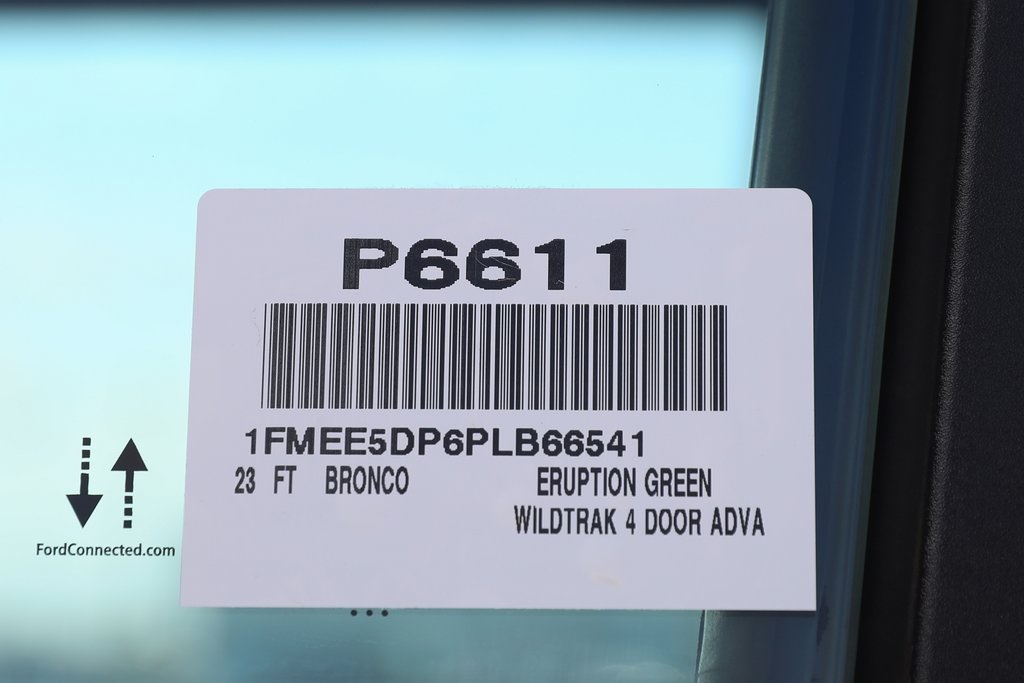 P6611
1FMEE5DP6PLB66541
23 FT BRONCO ERUPTION GREEN
WILDTRAK 4 DOOR ADVA
FordConnected.com